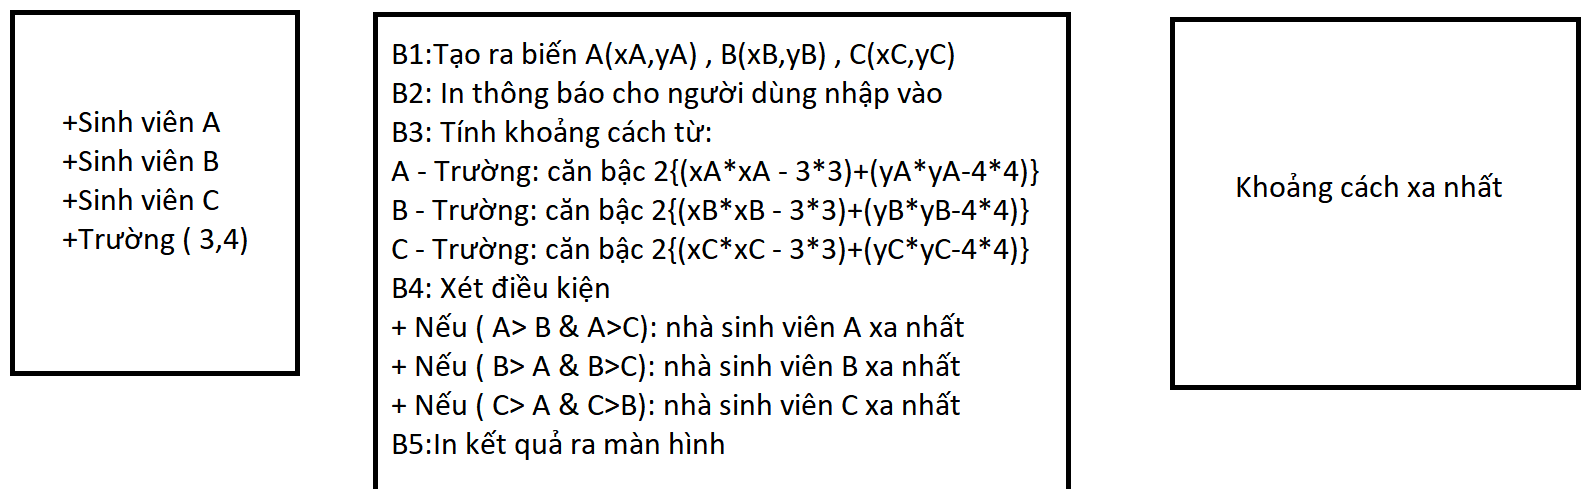 +Sinh viên A
+Sinh viên B
+Sinh viên C
+Trường ( 3,4)
B1:Tạo ra biến A(xA,yA) , B(xB,yB) , C(xC,yC)
B2: In thông báo cho người dùng nhập vào
B3: Tính khoảng cách từ:
A - Trường: căn bậc 2{(xA*xA - 3*3)+(yA*yA-4*4)}
B - Trường: căn bậc 2{(xB*xB - 3*3)+(yB*yB-4*4)}
C - Trường: căn bậc 2{(xC*xC - 3*3)+(yC*yC-4*4)}
B4: Xét điều kiện
+ Nếu ( A> B & A>C): nhà sinh viên A xa nhất
+ Nếu ( B> A & B>C): nhà sinh viên B xa nhất
+ Nếu ( C> A & C>B): nhà sinh viên C xa nhất
B5:In kết quả ra màn hình
Khoảng cách xa nhất